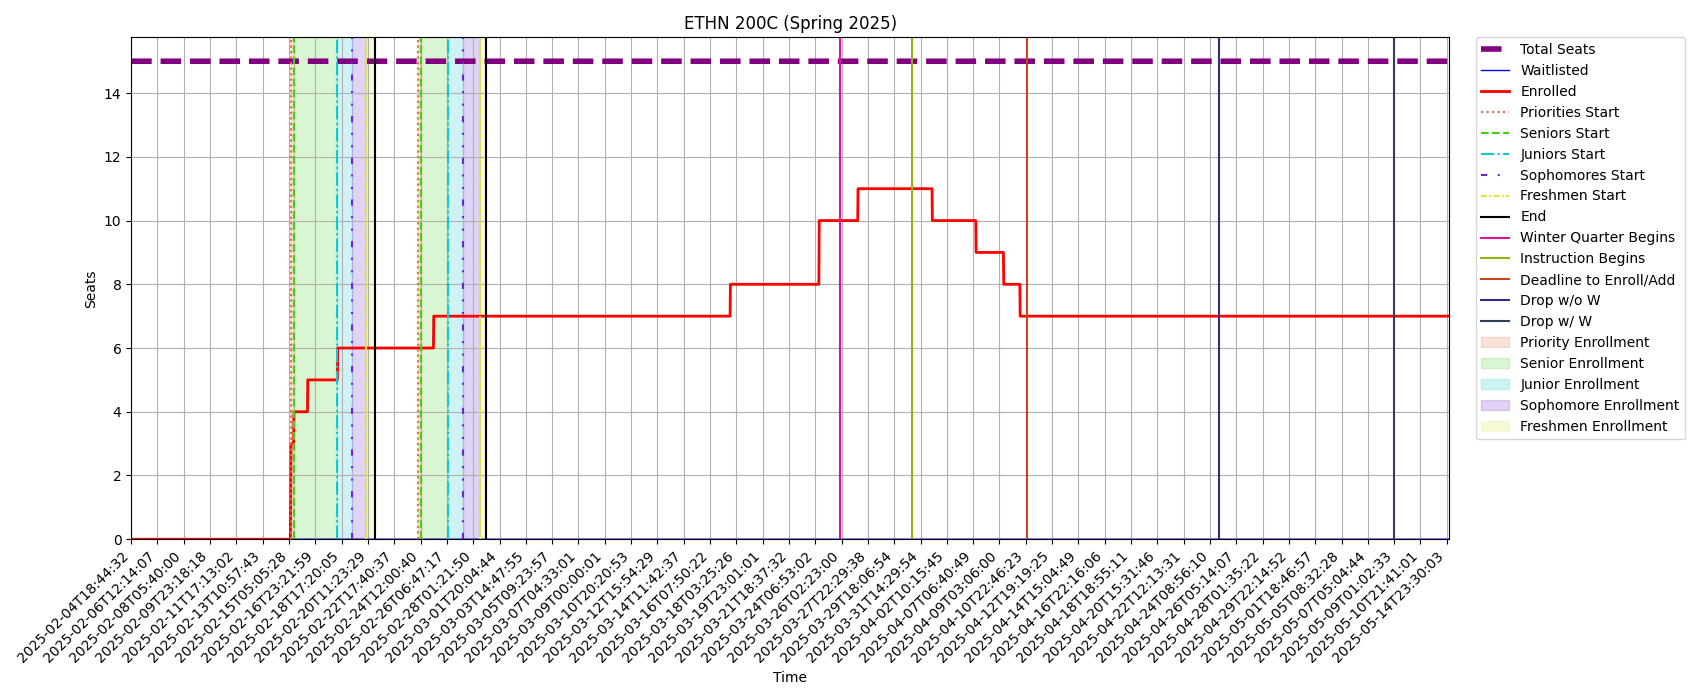 ETHN 200C (Spring 2025)
Seats
14
12
10
8
6
4
2
0
2025-02-04T18:44:32
2025-02-06T12:14:07
2025-02-08T05:40:00
2025-02-09T23:18:18
2025-02-11T17:13:02
2025-02-13T10:57:43
2025-02-15T05:05:28
2025-02-16T23:21:59
2025-02-18T17:20:05
2025-02-20T11:23:29
2025-02-22T17:40:37
2025-02-24T12:00:40
2025-02-26T06:47:17
2025-02-28T01:21:50
2025-03-01T20:04:44
2025-03-03T14:47:55
2025-03-05T09:23:57
2025-03-07T04:33:01
2025-03-09T00:00:01
2025-03-10T20:20:53
2025-03-12T15:54:29
2025-03-14T11:42:37
2025-03-16T07:50:22
2025-03-18T03:25:26
2025-03-19T23:01:01
2025-03-21T18:37:32
2025-03-24T06:53:02
2025-03-26T02:23:00
2025-03-27T22:29:38
2025-03-29T18:06:54
2025-03-31T14:29:54
2025-04-02T10:15:45
2025-04-07T06:40:49
2025-04-09T03:06:00
2025-04-10T22:46:23
2025-04-12T19:19:25
2025-04-14T15:04:49
2025-04-16T22:16:06
2025-04-18T18:55:11
2025-04-20T15:31:46
2025-04-22T12:13:31
2025-04-24T08:56:10
2025-04-26T05:14:07
2025-04-28T01:35:22
2025-04-29T22:14:52
2025-05-01T18:46:57
2025-05-05T08:32:28
2025-05-07T05:04:44
2025-05-09T01:02:33
2025-05-10T21:41:01
2025-05-14T23:30:03
Time
Total Seats
Waitlisted
Enrolled
Priorities Start
Seniors Start
Juniors Start
Sophomores Start
Freshmen Start
End
Winter Quarter Begins
Instruction Begins
Deadline to Enroll/Add
Drop w/o W
Drop w/ W
Priority Enrollment
Senior Enrollment
Junior Enrollment
Sophomore Enrollment
Freshmen Enrollment